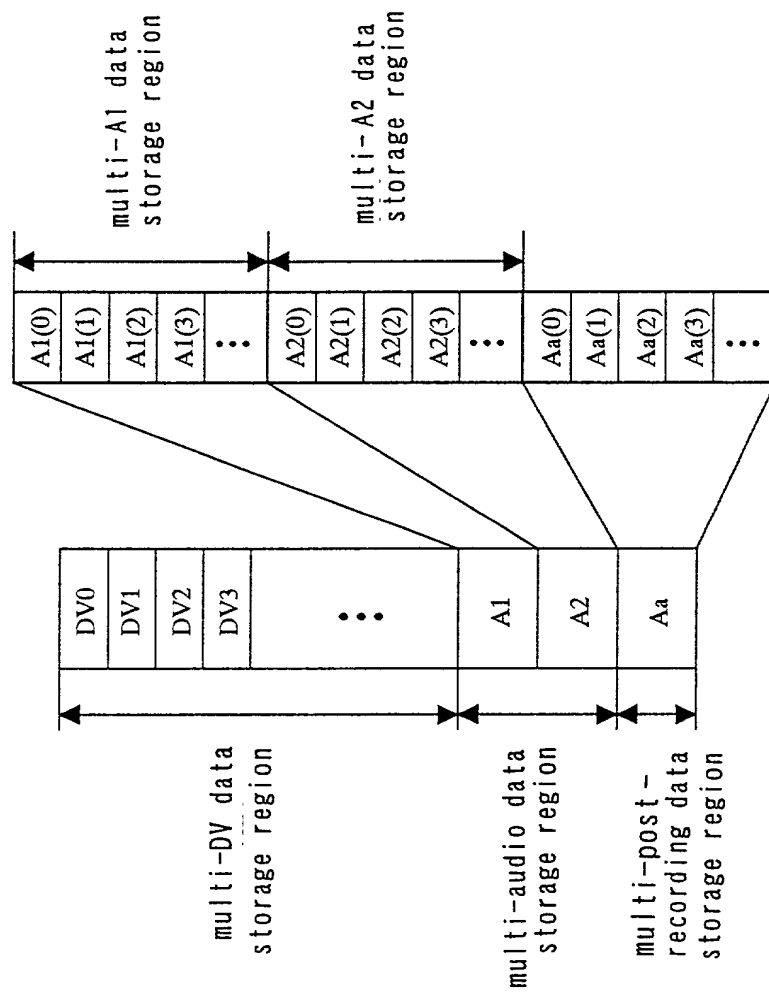 multi-DV data
storage region
multi-audio data
storage region
multi-post-
recording data
storage region
DV0
DV1
DV2
DV3
•••
A1
A2
Aa
A1(0)
A1(1)
A1(2)
A1(3)
•••
A2(0)
A2(1)
A2(2)
A2(3)
•••
Aa(0)
Aa(1)
Aa(2)
Aa(3)
•••
multi-A1 data
storage region
multi-A2 data
storage region